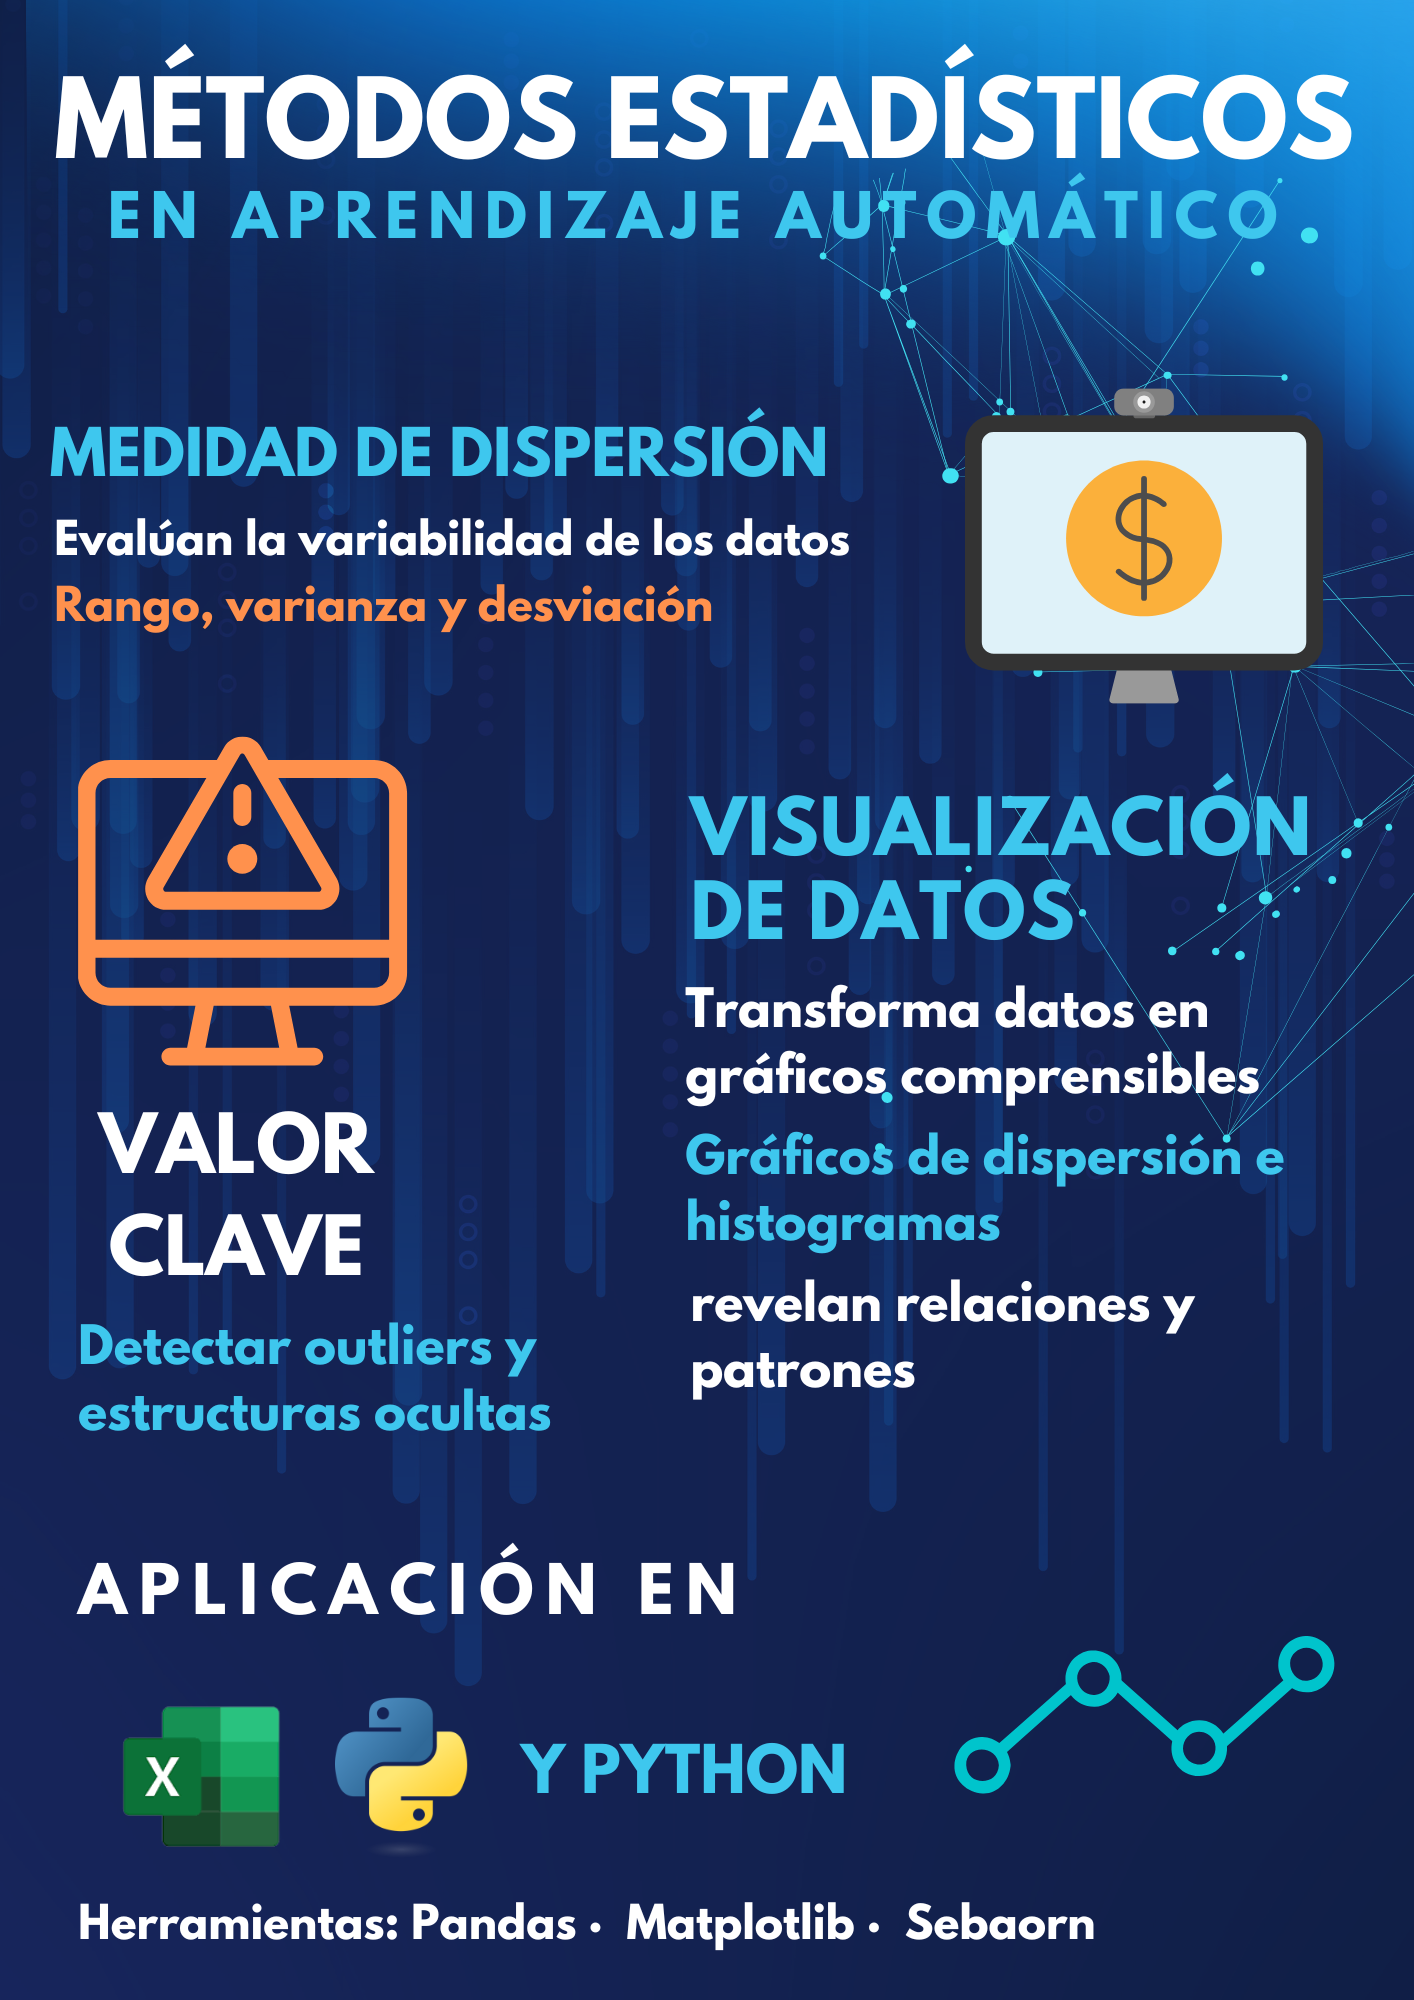 MÉTODOS ESTADÍSTICOS
EN APRENDIZAJE AUTOMÁTICO
MEDIDAD DE DISPERSIÓN
Evalúan la variabilidad de los datos
Rango, varianza y desviación
$
VISUALIZACIÓN
DE DATOS
Transforma datos en
gráficos comprensibles
Gráficos de dispersión e
histogramas
revelan relaciones y
patrones
VALOR
CLAVE
Detectar outliers y
estructuras ocultas
APLICACIÓN EN
X
Y PYTHON
Herramientas: Pandas • Matplotlib • Sebaorn